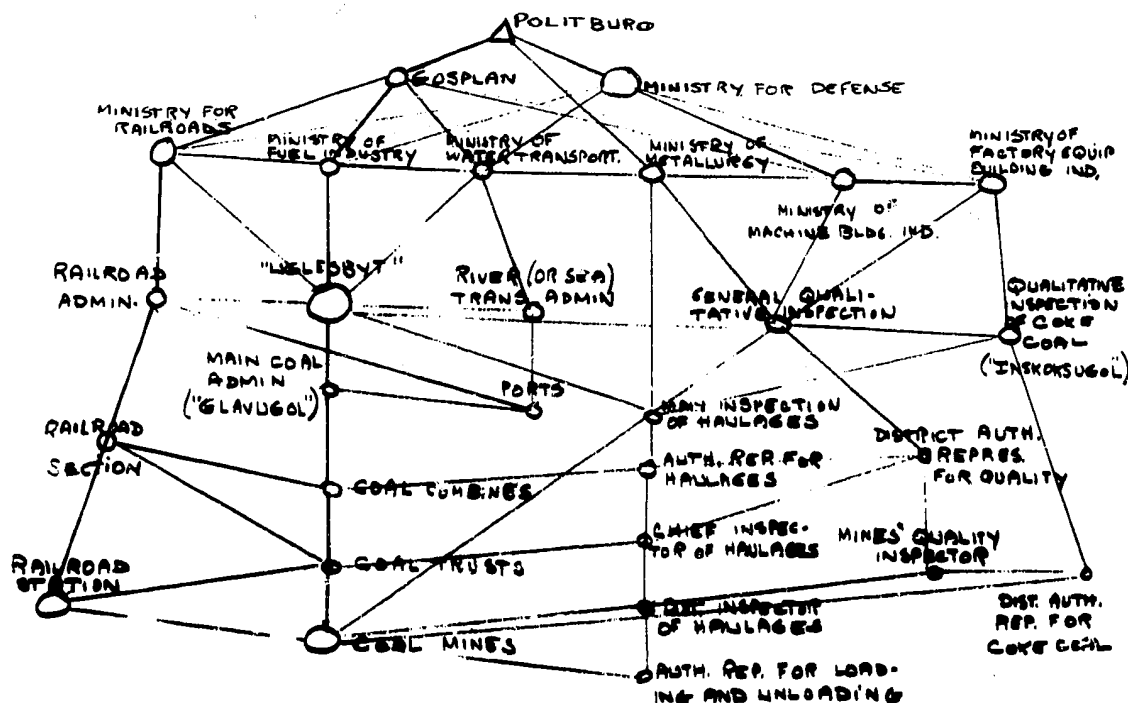 POLITBURO
GOSPLAN
MINISTRY FOR DEFENSE
MINISTRY FOR
RAILROADS
MINISTRY OF
FUEL INDUSTRY
MINISTRY OF
WATER TRANSPORT.
MINISTRY OF
METALLURGY
MINISTRY OF
FACTORY EQUIP
BUILDING IND.
MINISTRY OF
MACHINE BLDG. IND.
RAILROAD
ADMIN.
"UGLESBYT"
RIVER (OR SEA)
TRANS ADMIN
GENERAL QUALI-
TATIVE INSPECTION
QUALITATIVE
INSPECTION
OF COKE
COAL
("INSKOKSUGOL")
MAIN COAL
ADMIN
("GLAVUGOL")
PORTS
MAIN INSPECTION
OF HAULAGES
RAILROAD
SECTION
COAL COMBINES
AUTH. REP. FOR
HAULAGES
DISTRICT AUTH.
REPRES.
FOR QUALITY
CHIEF INSPEC-
TOR OF HAULAGES
MINES' QUALITY
INSPECTOR
RAILROAD
STATION
COAL TRUSTS
DIST. INSPECTOR
OF HAULAGES
DIST. AUTH.
REP. FOR
COKE COAL
COAL MINES
AUTH. REP. FOR LOAD-
ING AND UNLOADING